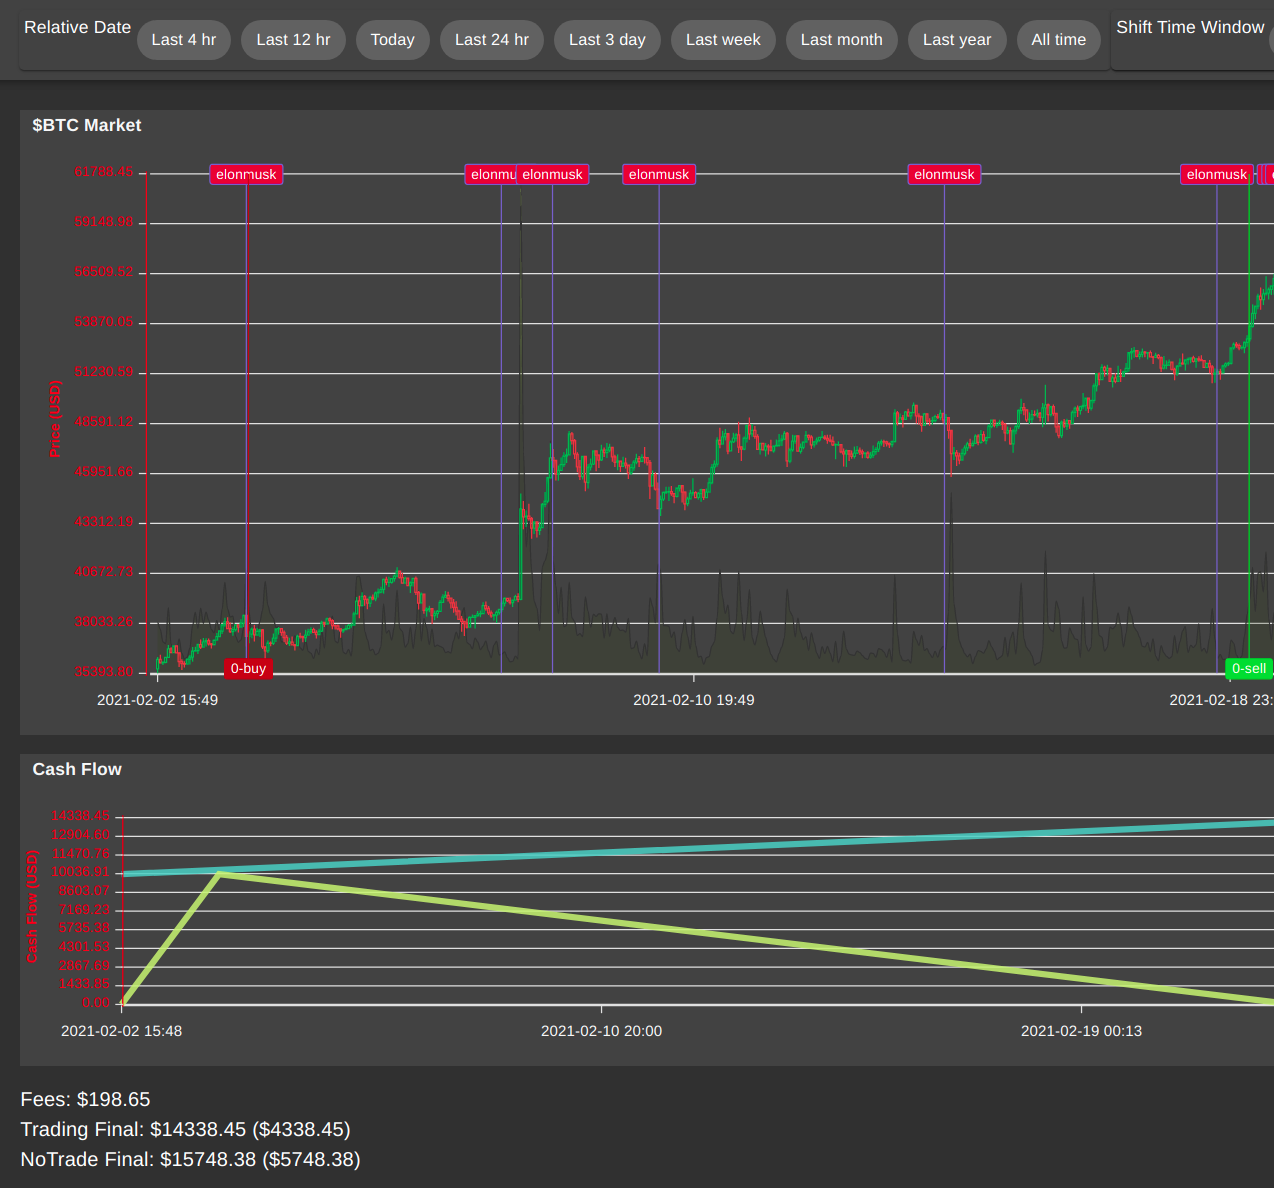 Relative Date Last 4 hr Last 12 hr Today Last 24 hr Last 3 day Last week Last month Last year All time Shift Time Window
$BTC Market
61788.45 elonmusk elonmu elonmusk elonmusk elonmusk elonmusk
59148.98
56509.52
53870.05
51230.59
Price (USD)
48591.12
45951.66
43312.19
40672.73
38033.26
35393.80 0-buy 0-sell
2021-02-02 15:49 2021-02-10 19:49 2021-02-18 23:
Cash Flow
14338.45
12904.60
11470.76
10036.91
8603.07
Cash Flow (USD)
7169.23
5735.38
4301.53
2867.69
1433.85
0.00
2021-02-02 15:48 2021-02-10 20:00 2021-02-19 00:13
Fees: $198.65
Trading Final: $14338.45 ($4338.45)
NoTrade Final: $15748.38 ($5748.38)